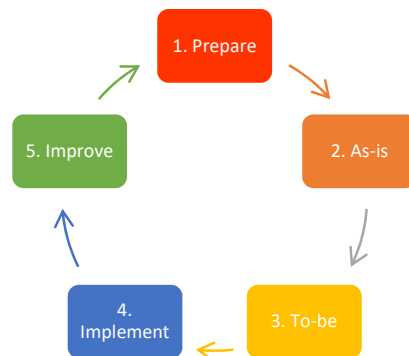 1. Prepare
2. As-is
3. To-be
4.
Implement
5. Improve